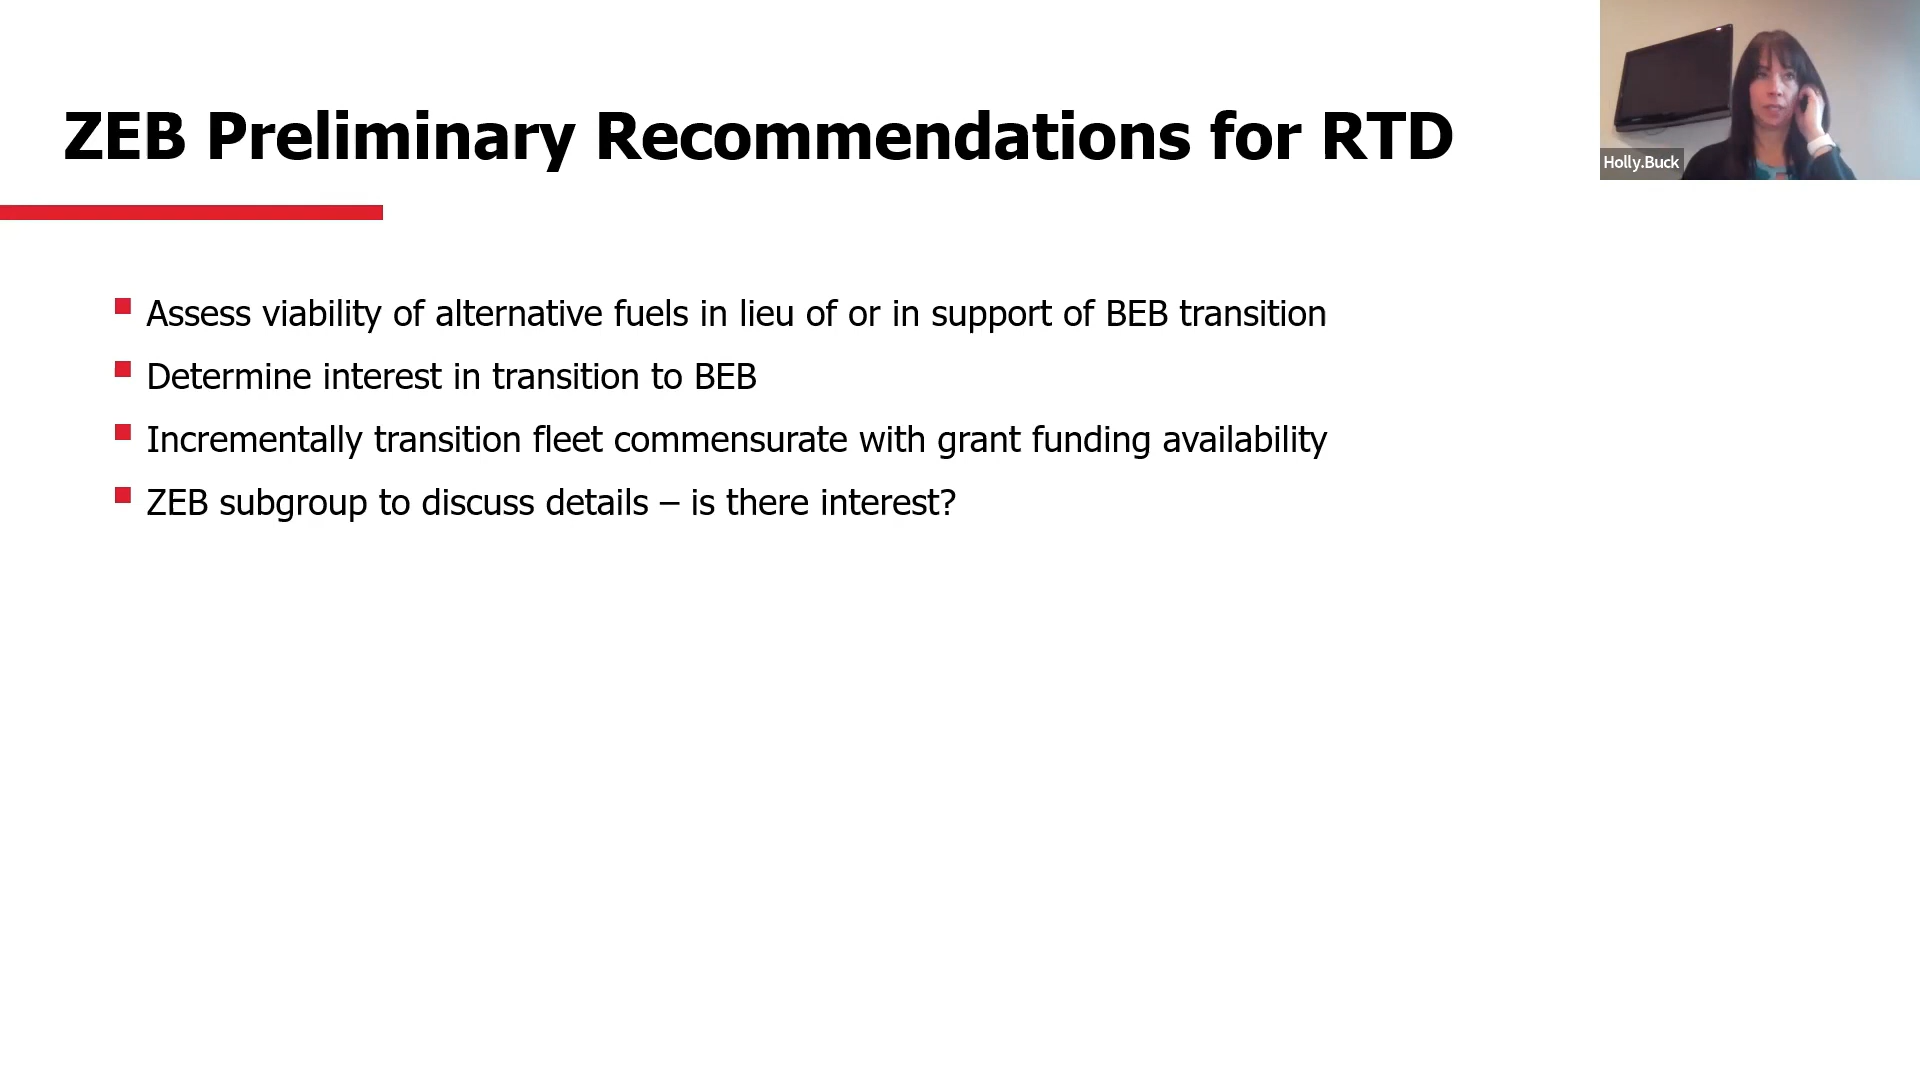 ZEB Preliminary Recommendations for RTD
Holly.Buck
Assess viability of alternative fuels in lieu of or in support of BEB transition
Determine interest in transition to BEB
Incrementally transition fleet commensurate with grant funding availability
ZEB subgroup to discuss details – is there interest?